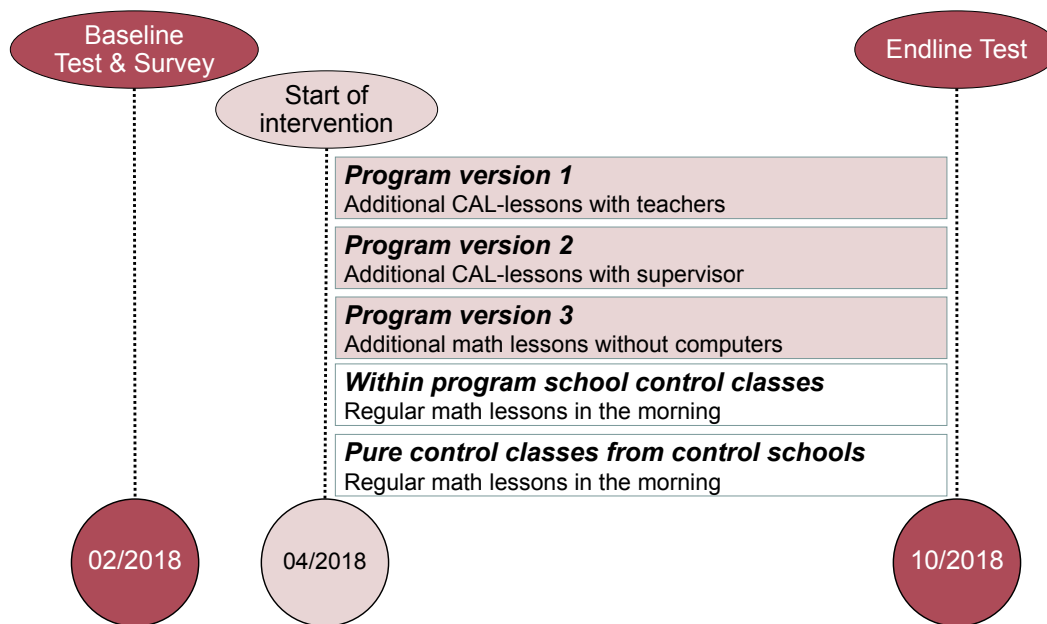 Baseline
Test & Survey
Endline Test
Start of
intervention
Program version 1
Additional CAL-lessons with teachers
Program version 2
Additional CAL-lessons with supervisor
Program version 3
Additional math lessons without computers
Within program school control classes
Regular math lessons in the morning
Pure control classes from control schools
Regular math lessons in the morning
02/2018
04/2018
10/2018